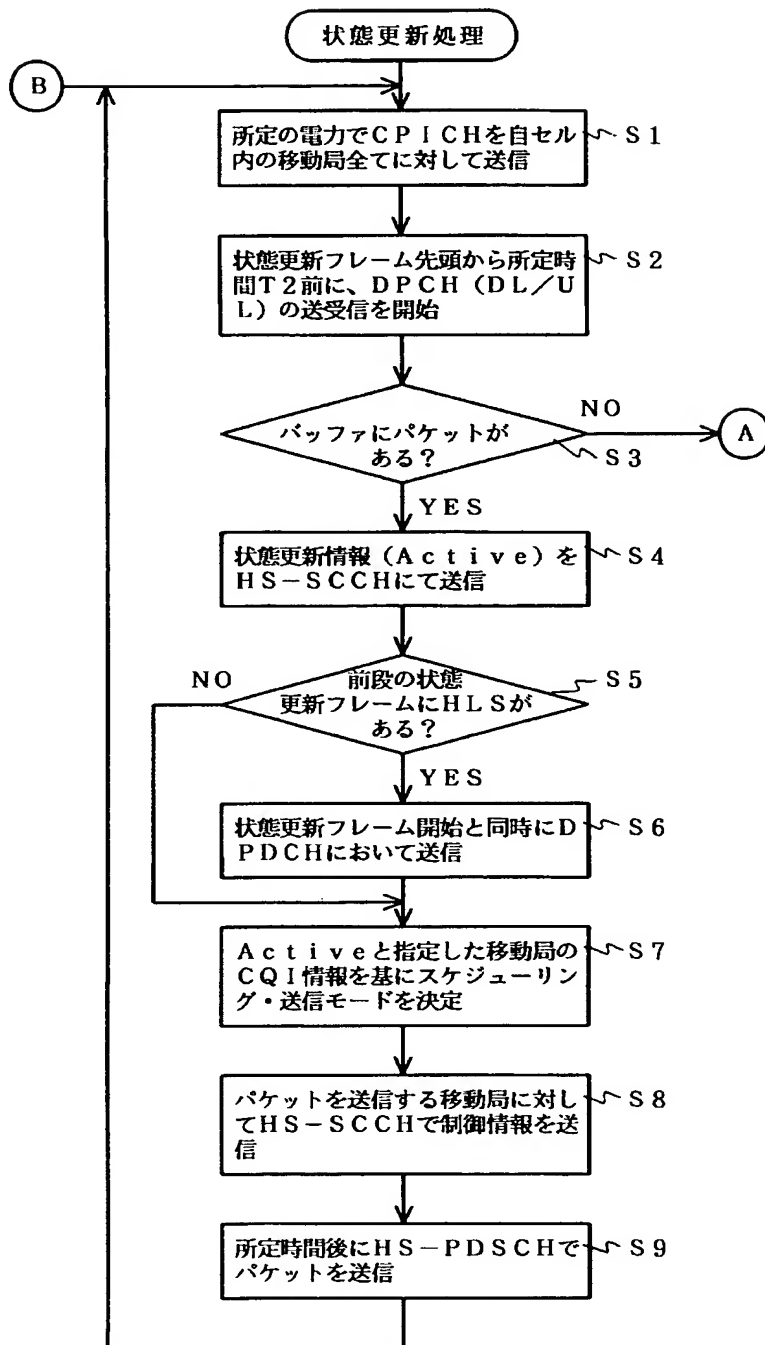 状態更新処理
B
所定の電力でCPICHを自セル
内の移動局全てに対して送信
S1
状態更新フレーム先頭から所定時
間T2前に、DPCH(DL/U
L)の送受信を開始
S2
バッファにパケットが
ある?
S3
NO
A
YES
状態更新情報(Active)を
HS-SCCHにて送信
S4
前段の状態
更新フレームにHLSが
ある?
S5
NO
YES
状態更新フレーム開始と同時にD
PDCHにおいて送信
S6
Activeと指定した移動局の
CQI情報を基にスケジューリン
グ・送信モードを決定
S7
パケットを送信する移動局に対し
てHS-SCCHで制御情報を送
信
S8
所定時間後にHS-PDSCHで
パケットを送信
S9